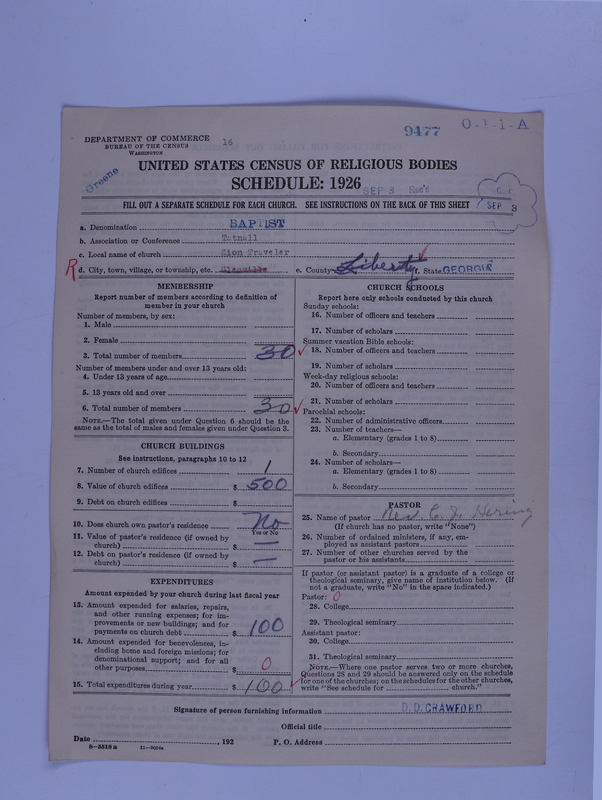 9477 O-1-1-A
DEPARTMENT OF COMMERCE
BUREAU OF THE CENSUS
WASHINGTON
16
Greene
UNITED STATES CENSUS OF RELIGIOUS BODIES
SCHEDULE: 1926
SEP 3 Rec'd
FILL OUT A SEPARATE SCHEDULE FOR EACH CHURCH. SEE INSTRUCTIONS ON THE BACK OF THIS SHEET
SEP 3
a. Denomination BAPTIST
b. Association or Conference Tatnall
c. Local name of church Zion Traveler
R d. City, town, village, or township, etc. Glennville e. County Liberty f. State GEORGIA
MEMBERSHIP
Report number of members according to definition of
member in your church
Number of members, by sex:
1. Male
2. Female
3. Total number of members 30
Number of members under and over 13 years old:
4. Under 13 years of age
5. 13 years old and over
6. Total number of members 30
NOTE.—The total given under Question 6 should be the
same as the total of males and females given under Question 3.
CHURCH BUILDINGS
See instructions, paragraphs 10 to 12
7. Number of church edifices 1
8. Value of church edifices $ 500
9. Debt on church edifices $
10. Does church own pastor's residence No
Yes or No
11. Value of pastor's residence (if owned by
church) $ —
12. Debt on pastor's residence (if owned by
church) $ —
EXPENDITURES
Amount expended by church during last fiscal year
13. Amount expended for salaries, repairs,
and other running expenses; for im-
provements or new buildings; and for
payments on church debt $ 100
14. Amount expended for benevolences, in-
cluding home and foreign missions; for
denominational support; and for all
other purposes $ 0
15. Total expenditures during year $ 100
CHURCH SCHOOLS
Report here only schools conducted by this church
Sunday schools:
16. Number of officers and teachers
17. Number of scholars
Summer vacation Bible schools:
18. Number of officers and teachers
19. Number of scholars
Week-day religious schools:
20. Number of officers and teachers
21. Number of scholars
Parochial schools:
22. Number of administrative officers
23. Number of teachers—
a. Elementary (grades 1 to 8)
b. Secondary
24. Number of scholars—
a. Elementary (grades 1 to 8)
b. Secondary
PASTOR
25. Name of pastor Rev. C. J. Hering
(If church has no pastor, write "None")
26. Number of ordained ministers, if any, em-
ployed as assistant pastors
27. Number of other churches served by the
pastor or his assistants
If pastor (or assistant pastor) is a graduate of a college or
theological seminary, give name of institution below. (If
not a graduate, write "No" in the space indicated.)
Pastor: 0
28. College
29. Theological seminary
Assistant pastor:
30. College
31. Theological seminary
NOTE.—Where one pastor serves two or more churches,
Questions 28 and 29 should be answered only on the schedule
for one of the churches; on the schedules for the other churches,
write "See schedule for church."
Signature of person furnishing information D. D. CRAWFORD
Official title
Date , 192 P. O. Address
8—5518a 11—9024a